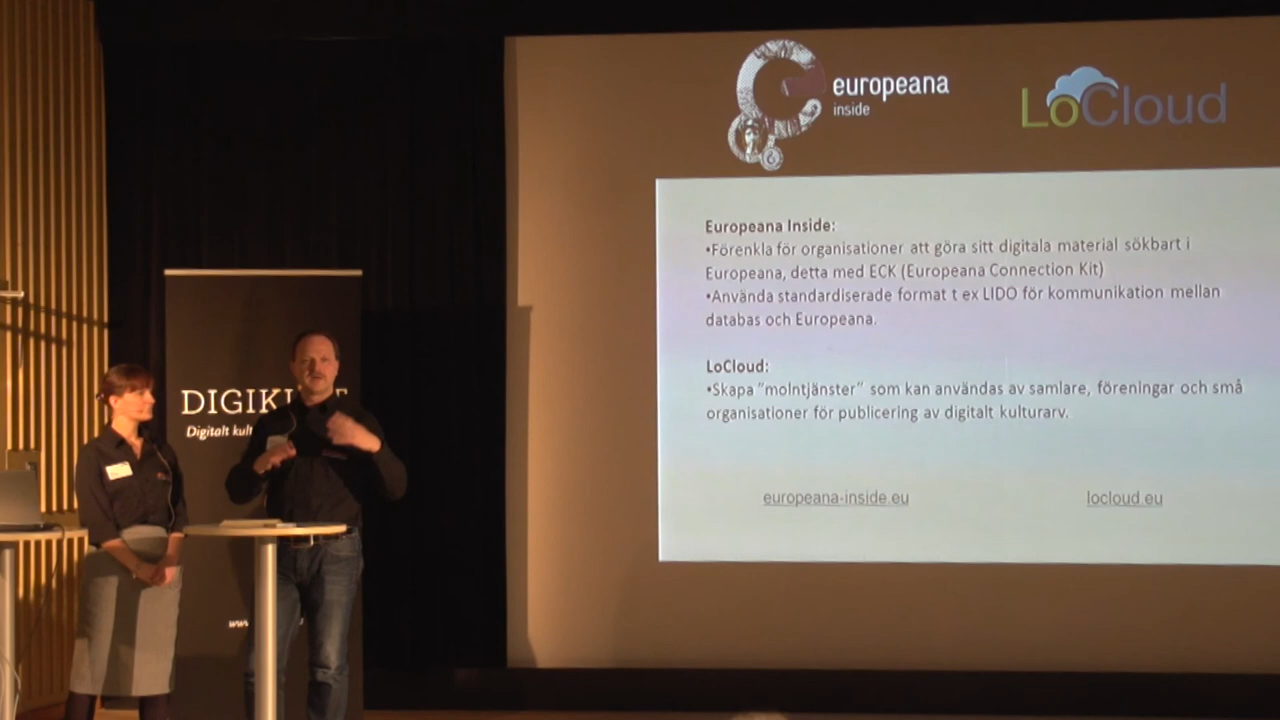 europeana
inside
LoCloud
Europeana Inside:
•Förenkla för organisationer att göra sitt digitala material sökbart i
Europeana, detta med ECK (Europeana Connection Kit)
•Använda standardiserade format t ex LIDO för kommunikation mellan
databas och Europeana.
LoCloud:
•Skapa "molntjänster" som kan användas av samlare, föreningar och små
organisationer för publicering av digitalt kulturarv.
europeana-inside.eu
locloud.eu
DIGIK
Digitalt kult
www